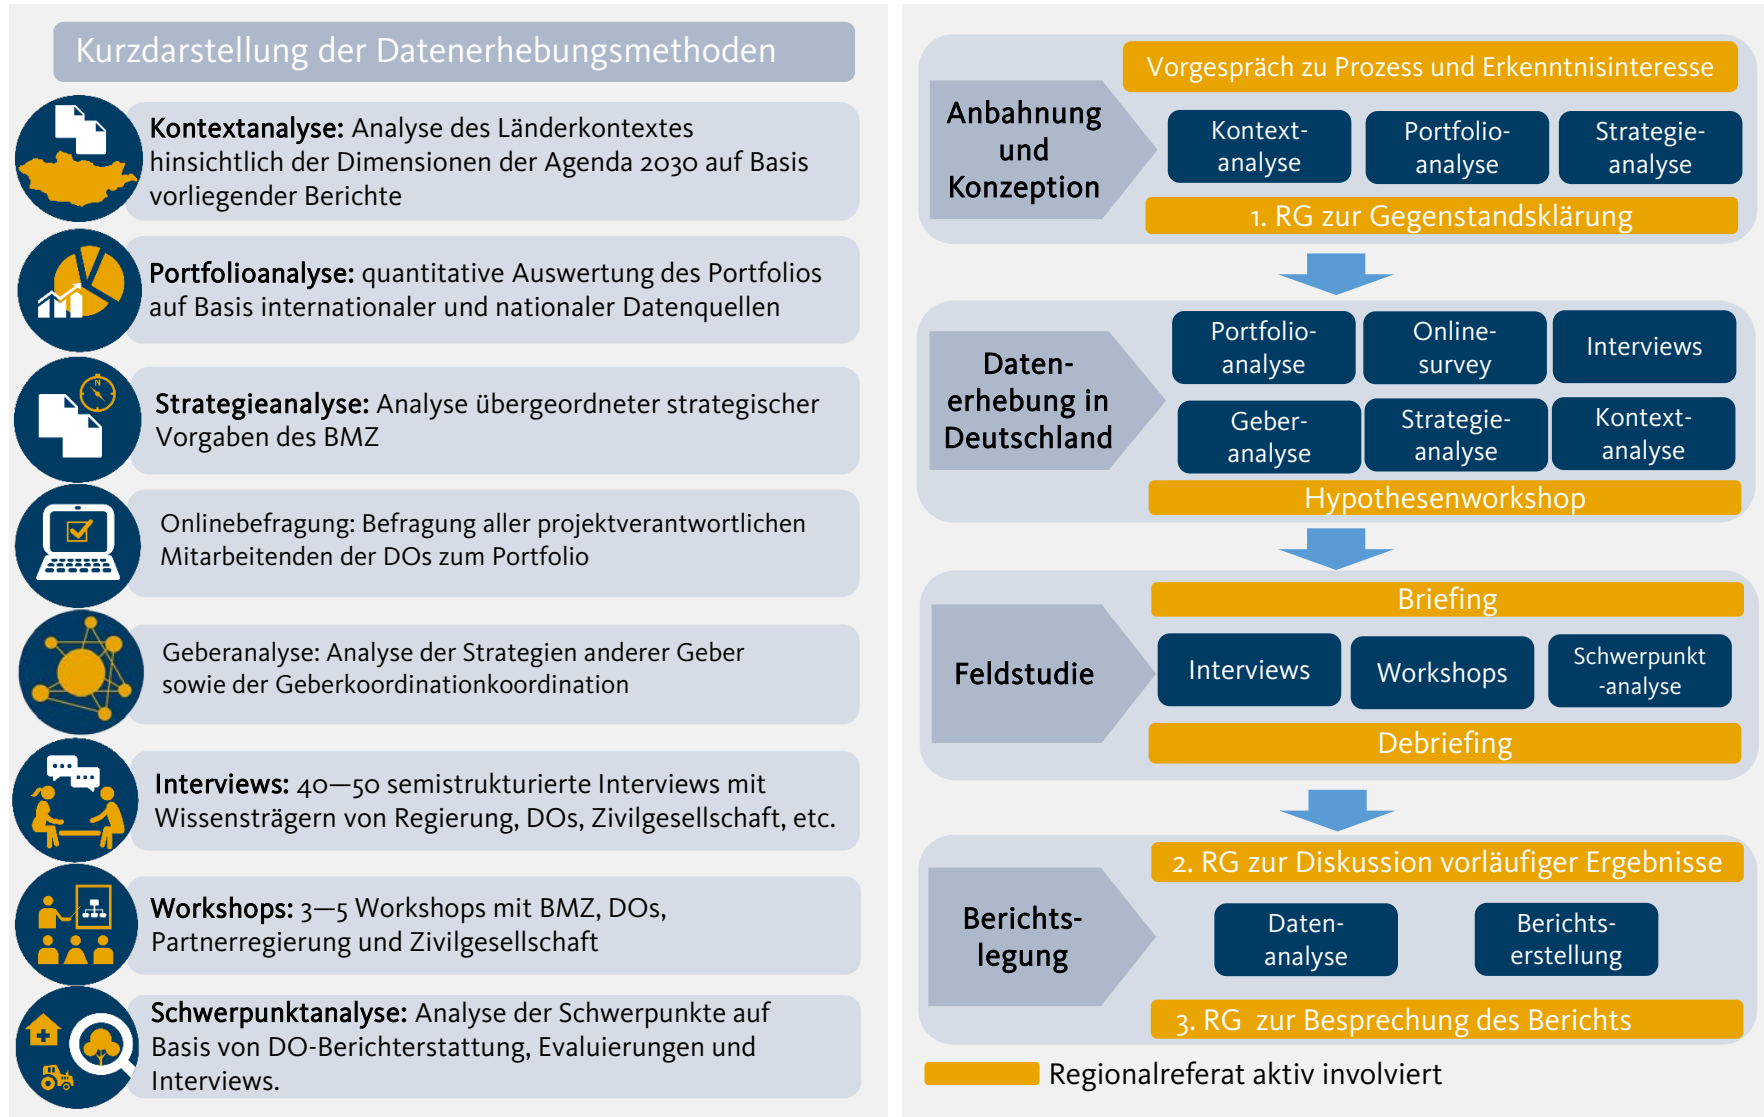 Kurzdarstellung der Datenerhebungsmethoden
Kontextanalyse: Analyse des Länderkontextes
hinsichtlich der Dimensionen der Agenda 2030 auf Basis
vorliegender Berichte
Portfolioanalyse: quantitative Auswertung des Portfolios
auf Basis internationaler und nationaler Datenquellen
N
Strategieanalyse: Analyse übergeordneter strategischer
Vorgaben des BMZ
Onlinebefragung: Befragung aller projektverantwortlichen
Mitarbeitenden der DOs zum Portfolio
Geberanalyse: Analyse der Strategien anderer Geber
sowie der Geberkoordinationkoordination
Interviews: 40—50 semistrukturierte Interviews mit
Wissensträgern von Regierung, DOs, Zivilgesellschaft, etc.
Workshops: 3—5 Workshops mit BMZ, DOs,
Partnerregierung und Zivilgesellschaft
Schwerpunktanalyse: Analyse der Schwerpunkte auf
Basis von DO-Berichterstattung, Evaluierungen und
Interviews.
Anbahnung
und
Konzeption
Vorgespräch zu Prozess und Erkenntnisinteresse
Kontext-
analyse
Portfolio-
analyse
Strategie-
analyse
1. RG zur Gegenstandsklärung
Daten-
erhebung in
Deutschland
Portfolio-
analyse
Online-
survey
Interviews
Geber-
analyse
Strategie-
analyse
Kontext-
analyse
Hypothesenworkshop
Feldstudie
Briefing
Interviews
Workshops
Schwerpunkt
-analyse
Debriefing
Berichts-
legung
2. RG zur Diskussion vorläufiger Ergebnisse
Daten-
analyse
Berichts-
erstellung
3. RG zur Besprechung des Berichts
Regionalreferat aktiv involviert